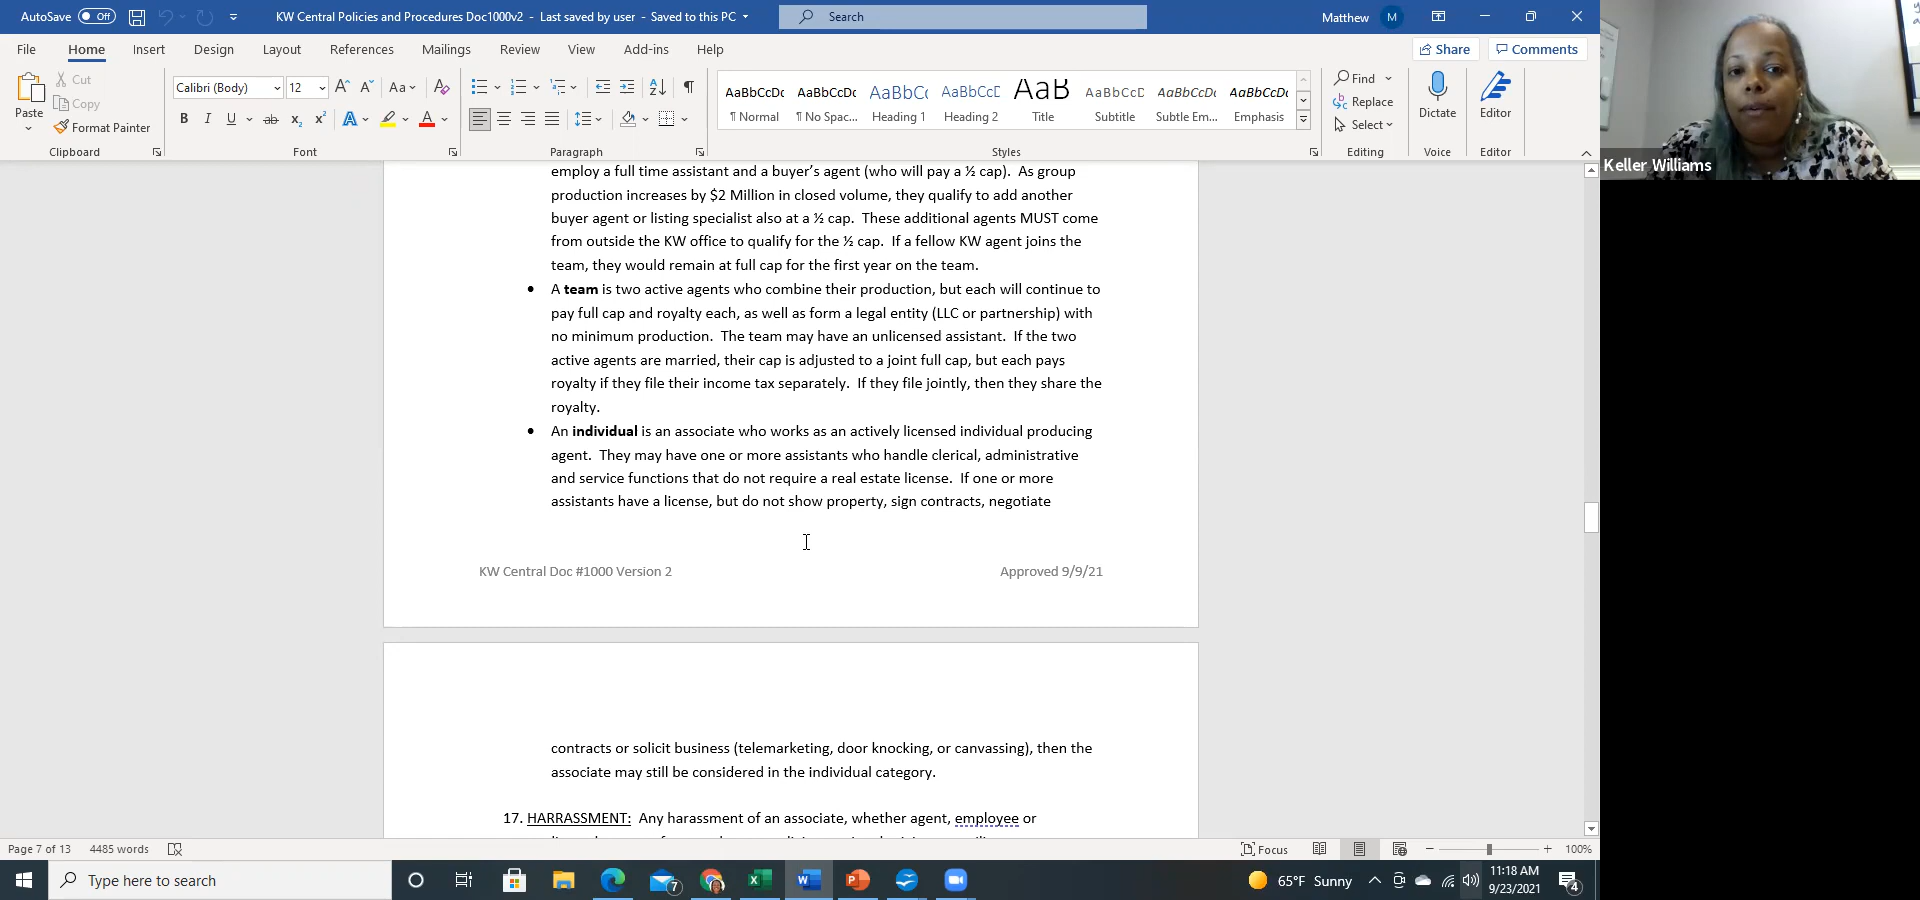 AutoSave Off KW Central Policies and Procedures Doc1000v2 - Last saved by user - Saved to this PC Search Matthew M
File Home Insert Design Layout References Mailings Review View Add-ins Help Share Comments
Paste Cut Copy Format Painter
Calibri (Body) 12
AaBbCcDc AaBbCcDc AaBbCc AaBbCcD AaB AaBbCcD AaBbCcDc AaBbCcDc
¶ Normal ¶ No Spac... Heading 1 Heading 2 Title Subtitle Subtle Em... Emphasis
Find Replace Select
Dictate Editor
Clipboard Font Paragraph Styles Editing Voice Editor
Keller Williams
employ a full time assistant and a buyer's agent (who will pay a ½ cap). As group
production increases by $2 Million in closed volume, they qualify to add another
buyer agent or listing specialist also at a ½ cap. These additional agents MUST come
from outside the KW office to qualify for the ½ cap. If a fellow KW agent joins the
team, they would remain at full cap for the first year on the team.
• A team is two active agents who combine their production, but each will continue to
pay full cap and royalty each, as well as form a legal entity (LLC or partnership) with
no minimum production. The team may have an unlicensed assistant. If the two
active agents are married, their cap is adjusted to a joint full cap, but each pays
royalty if they file their income tax separately. If they file jointly, then they share the
royalty.
• An individual is an associate who works as an actively licensed individual producing
agent. They may have one or more assistants who handle clerical, administrative
and service functions that do not require a real estate license. If one or more
assistants have a license, but do not show property, sign contracts, negotiate
KW Central Doc #1000 Version 2 Approved 9/9/21
contracts or solicit business (telemarketing, door knocking, or canvassing), then the
associate may still be considered in the individual category.
17. HARRASSMENT: Any harassment of an associate, whether agent, employee or
Page 7 of 13 4485 words Focus 100%
Type here to search 7 65°F Sunny 11:18 AM
9/23/2021 4